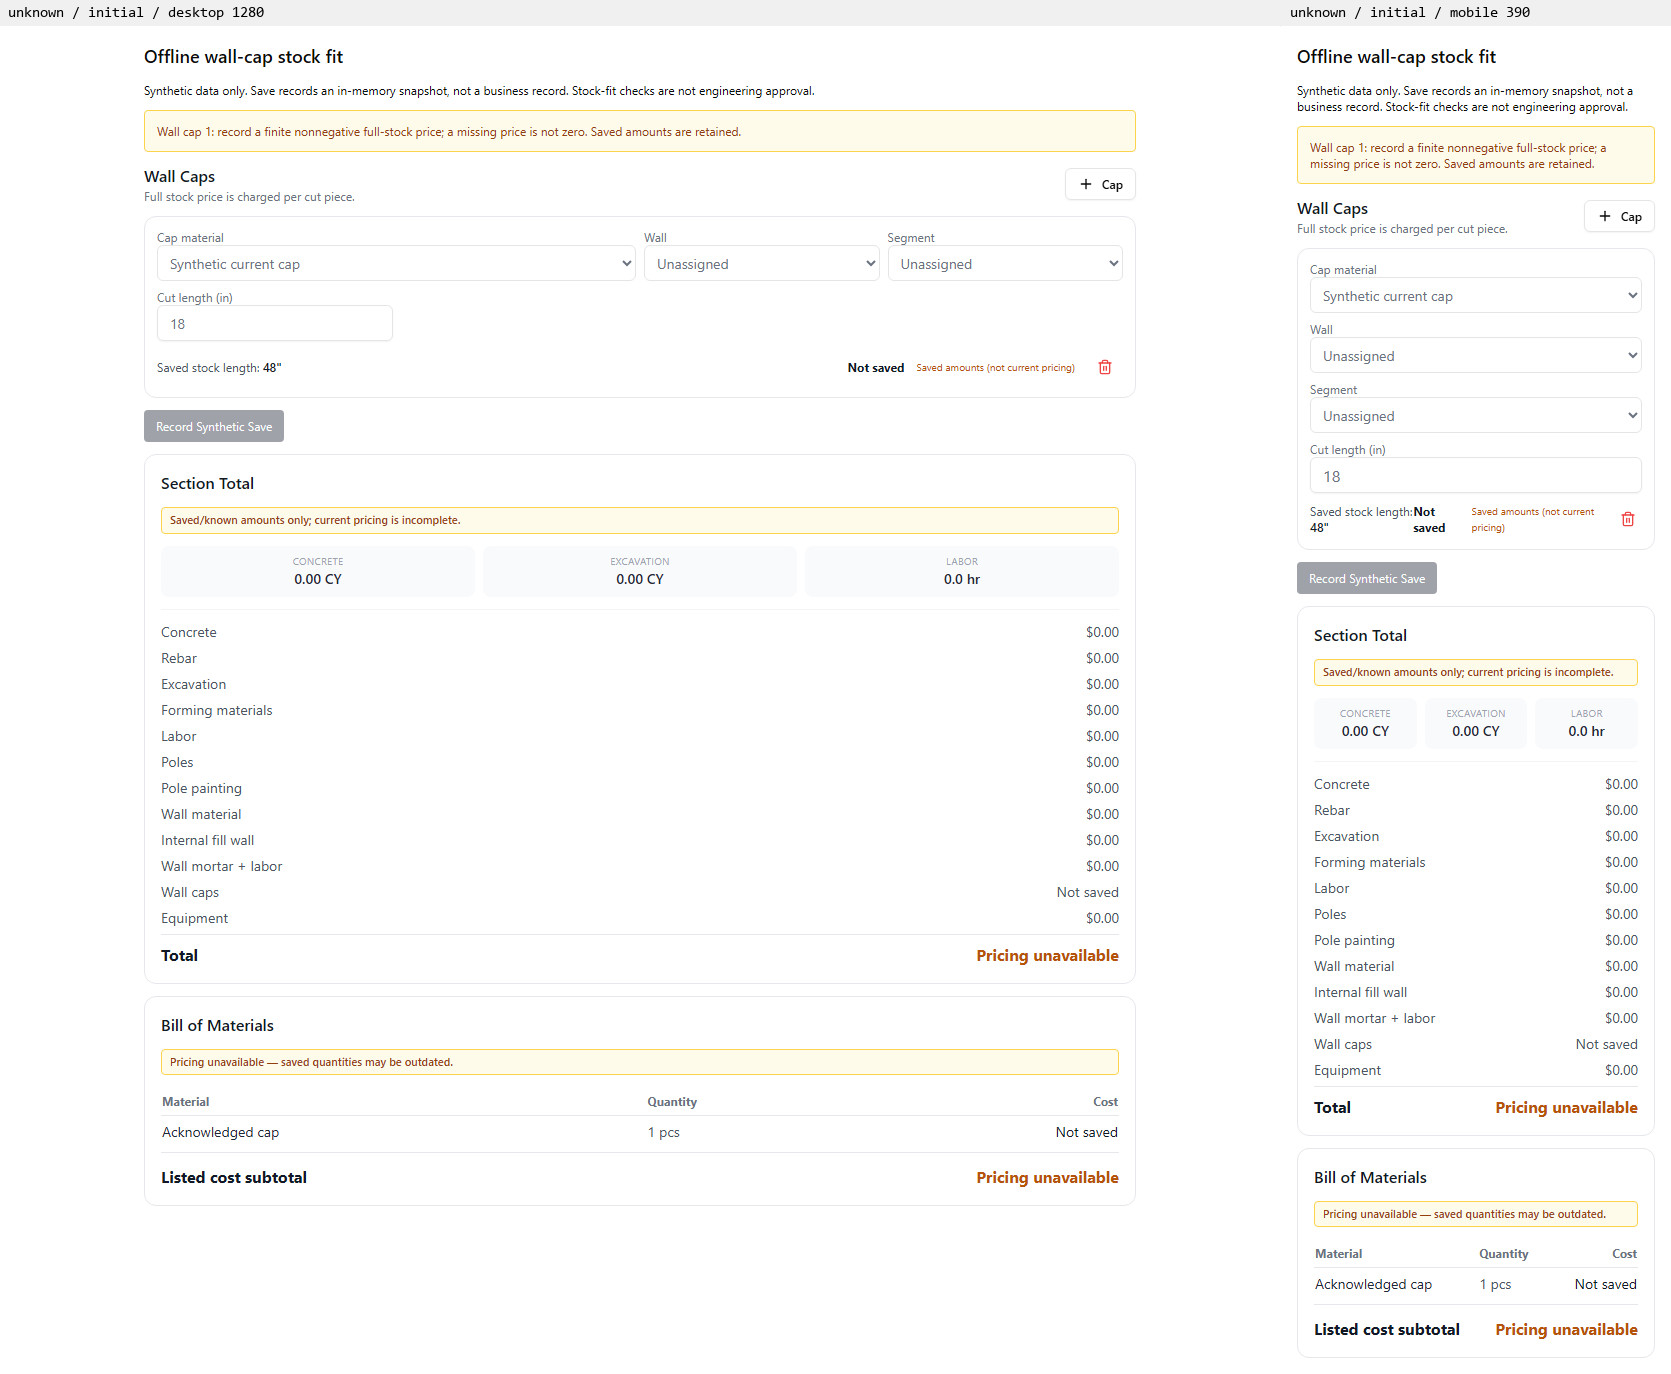 unknown / initial / desktop 1280
Offline wall-cap stock fit
Synthetic data only. Save records an in-memory snapshot, not a business record. Stock-fit checks are not engineering approval.
Wall cap 1: record a finite nonnegative full-stock price; a missing price is not zero. Saved amounts are retained.
Wall Caps
Full stock price is charged per cut piece.
+ Cap
Cap material
Wall
Segment
Synthetic current cap
Unassigned
Unassigned
Cut length (in)
18
Saved stock length: 48"
Not saved
Saved amounts (not current pricing)
Record Synthetic Save
Section Total
Saved/known amounts only; current pricing is incomplete.
CONCRETE
0.00 CY
EXCAVATION
0.00 CY
LABOR
0.0 hr
Concrete $0.00
Rebar $0.00
Excavation $0.00
Forming materials $0.00
Labor $0.00
Poles $0.00
Pole painting $0.00
Wall material $0.00
Internal fill wall $0.00
Wall mortar + labor $0.00
Wall caps Not saved
Equipment $0.00
Total Pricing unavailable
Bill of Materials
Pricing unavailable — saved quantities may be outdated.
Material Quantity Cost
Acknowledged cap 1 pcs Not saved
Listed cost subtotal Pricing unavailable
unknown / initial / mobile 390
Offline wall-cap stock fit
Synthetic data only. Save records an in-memory snapshot, not a
business record. Stock-fit checks are not engineering approval.
Wall cap 1: record a finite nonnegative full-stock price; a
missing price is not zero. Saved amounts are retained.
Wall Caps
Full stock price is charged per cut piece.
+ Cap
Cap material
Synthetic current cap
Wall
Unassigned
Segment
Unassigned
Cut length (in)
18
Saved stock length:
48"
Not
saved
Saved amounts (not current
pricing)
Record Synthetic Save
Section Total
Saved/known amounts only; current pricing is incomplete.
CONCRETE
0.00 CY
EXCAVATION
0.00 CY
LABOR
0.0 hr
Concrete $0.00
Rebar $0.00
Excavation $0.00
Forming materials $0.00
Labor $0.00
Poles $0.00
Pole painting $0.00
Wall material $0.00
Internal fill wall $0.00
Wall mortar + labor $0.00
Wall caps Not saved
Equipment $0.00
Total Pricing unavailable
Bill of Materials
Pricing unavailable — saved quantities may be outdated.
Material Quantity Cost
Acknowledged cap 1 pcs Not saved
Listed cost subtotal Pricing unavailable